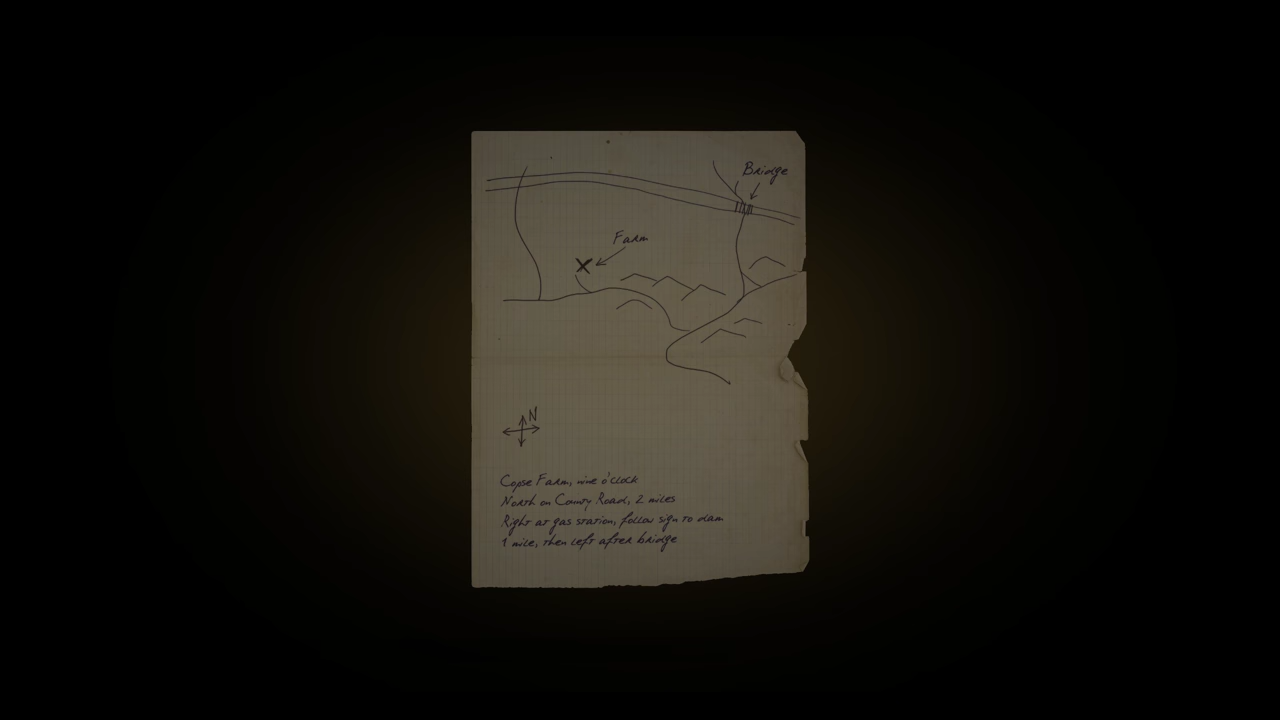 Bridge
Farm
N
Copse Farm, nine o'clock
North on County Road, 2 miles
Right at gas station, follow sign to dam
1 mile, then left after bridge